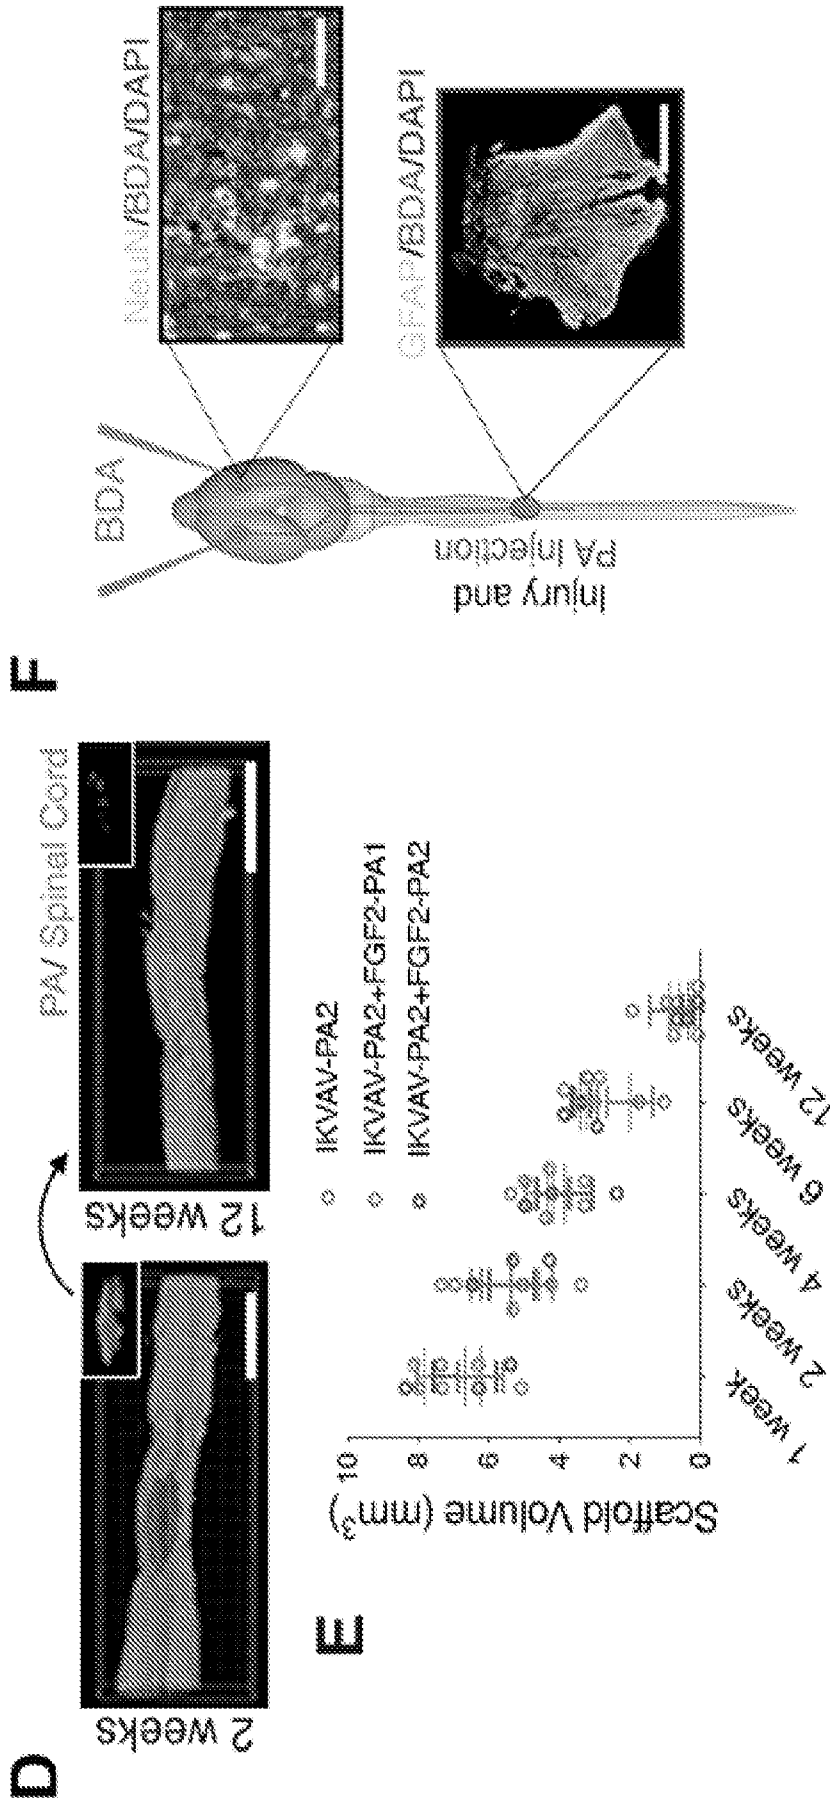 D
2 weeks
12 weeks
PA/ Spinal Cord
E
Scaffold Volume (mm3)
10
8
6
4
2
0
1 week
2 weeks
4 weeks
6 weeks
12 weeks
IKVAV-PA2
IKVAV-PA2+FGF2-PA1
IKVAV-PA2+FGF2-PA2
F
BDA
Injury and
PA Injection
NeuN/BDA/DAPI
GFAP/BDA/DAPI